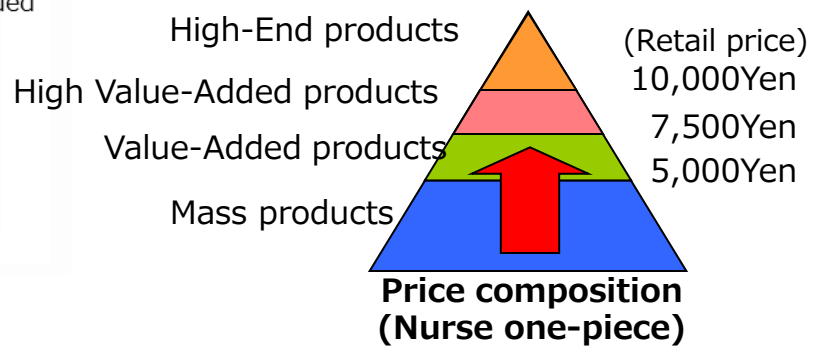 High-End products
(Retail price)
10,000Yen
High Value-Added products
7,500Yen
Value-Added products
5,000Yen
Mass products
Price composition
(Nurse one-piece)